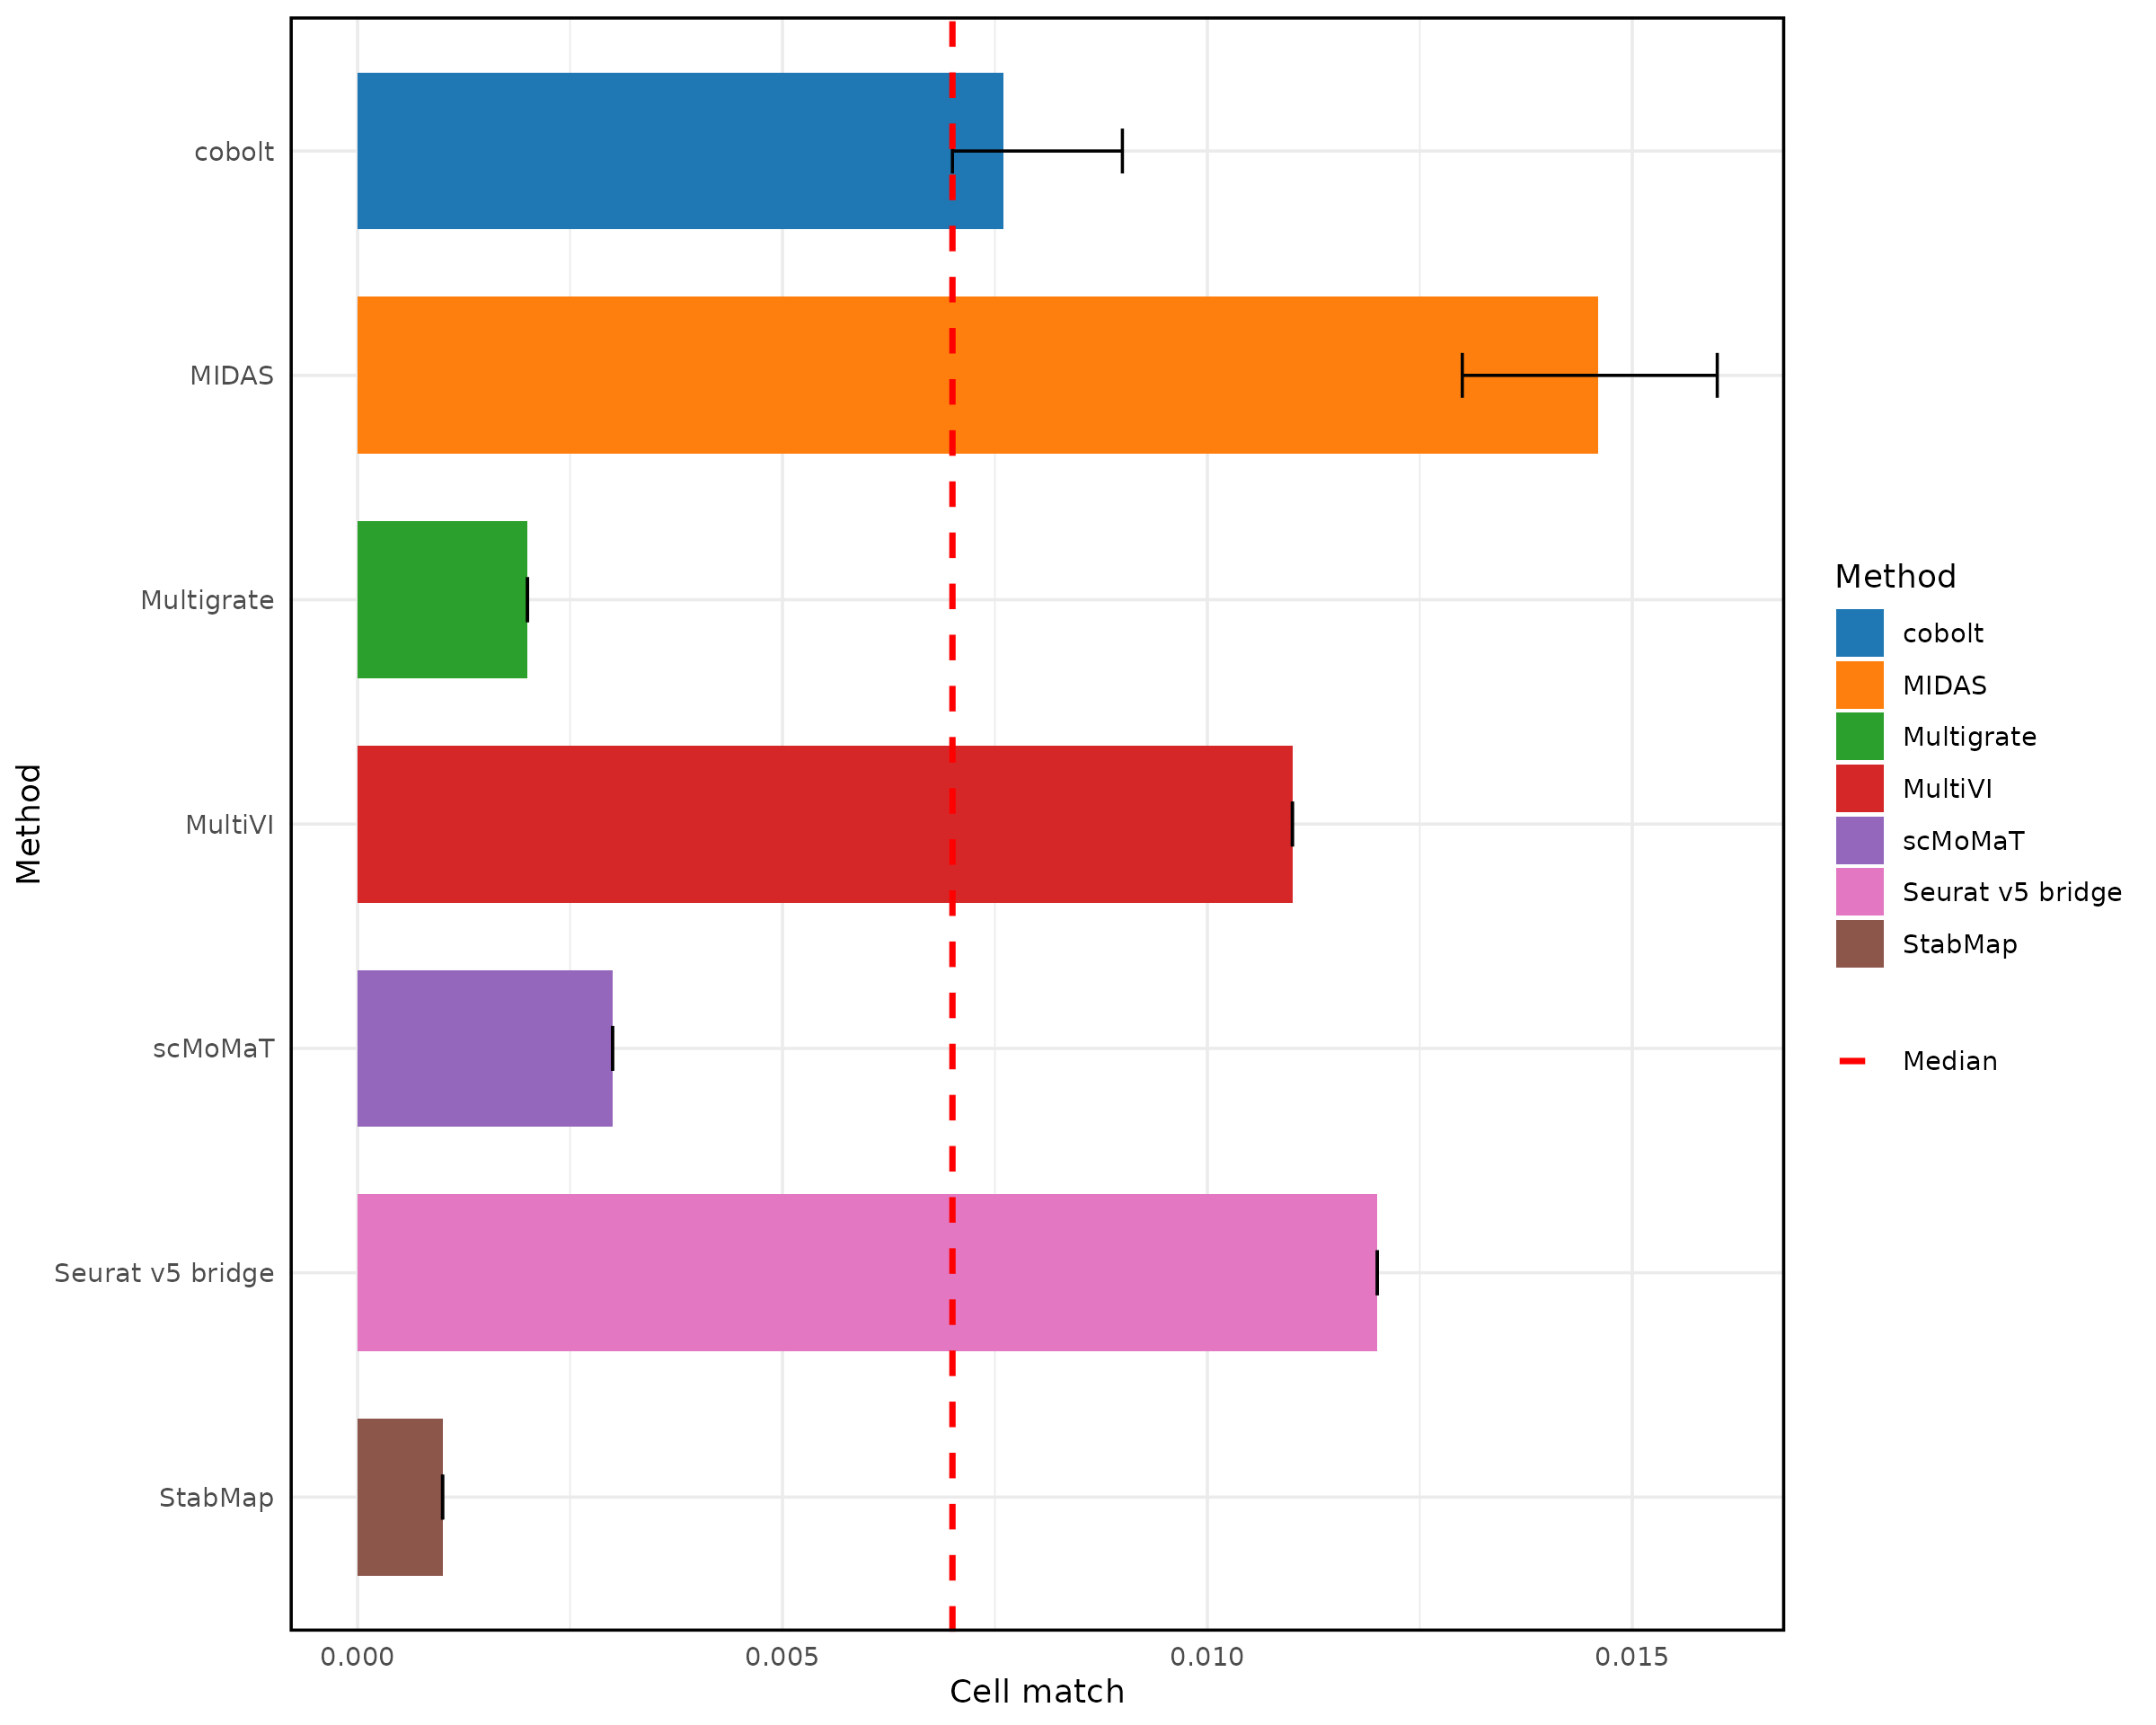 Method
cobolt
MIDAS
Multigrate
MultiVI
scMoMaT
Seurat v5 bridge
StabMap
0.000
0.005
0.010
0.015
Cell match
Method
cobolt
MIDAS
Multigrate
MultiVI
scMoMaT
Seurat v5 bridge
StabMap
Median